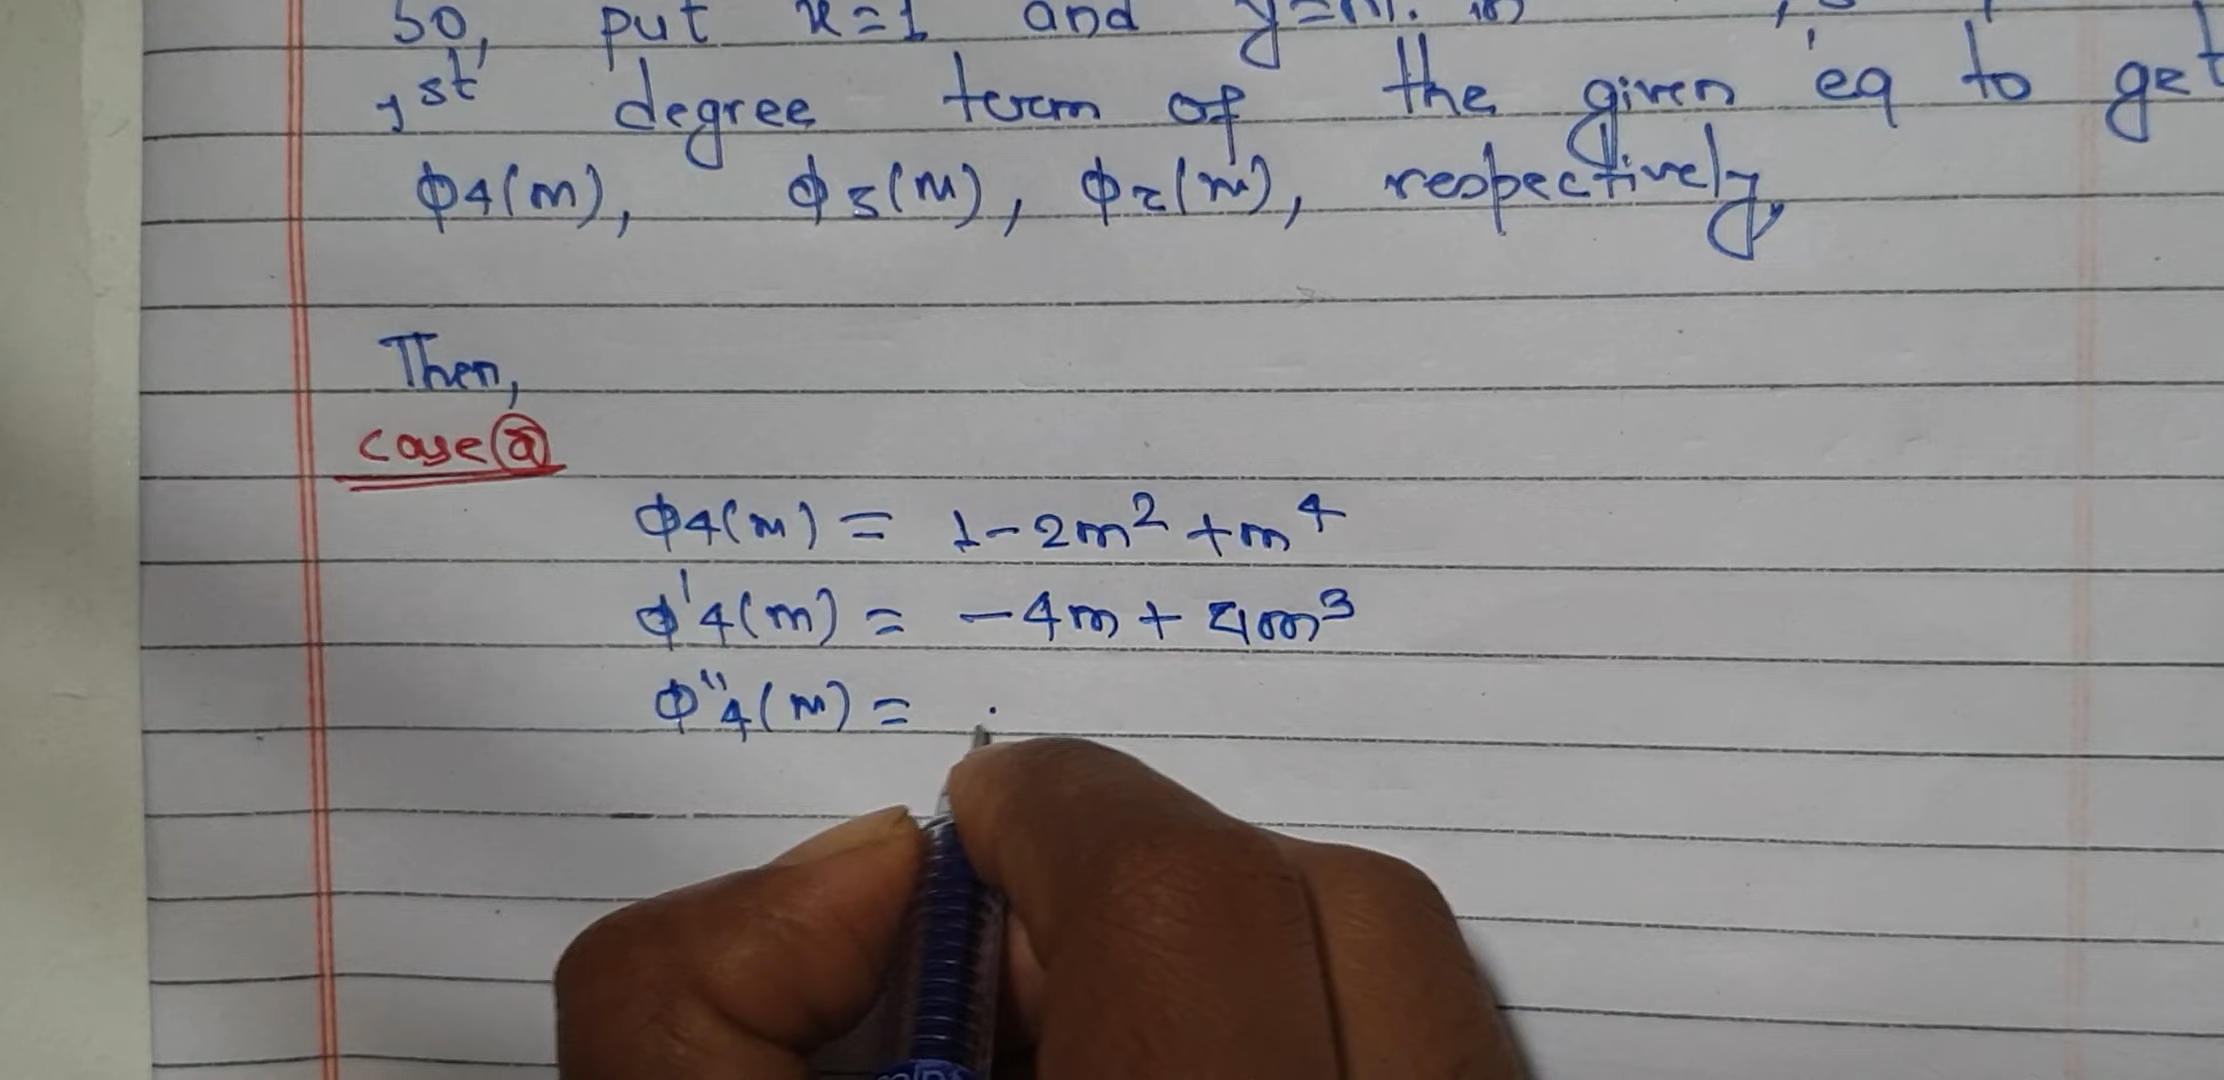 So, put x=1 and y=m. in
1st degree term of the given eq to get
ϕ4(m), ϕ3(m), ϕ2(m), respectively
Then,
case ⓐ
ϕ4(m) = 1-2m² +m⁴
ϕ'4(m) = -4m + 4m³
ϕ"4(m) =